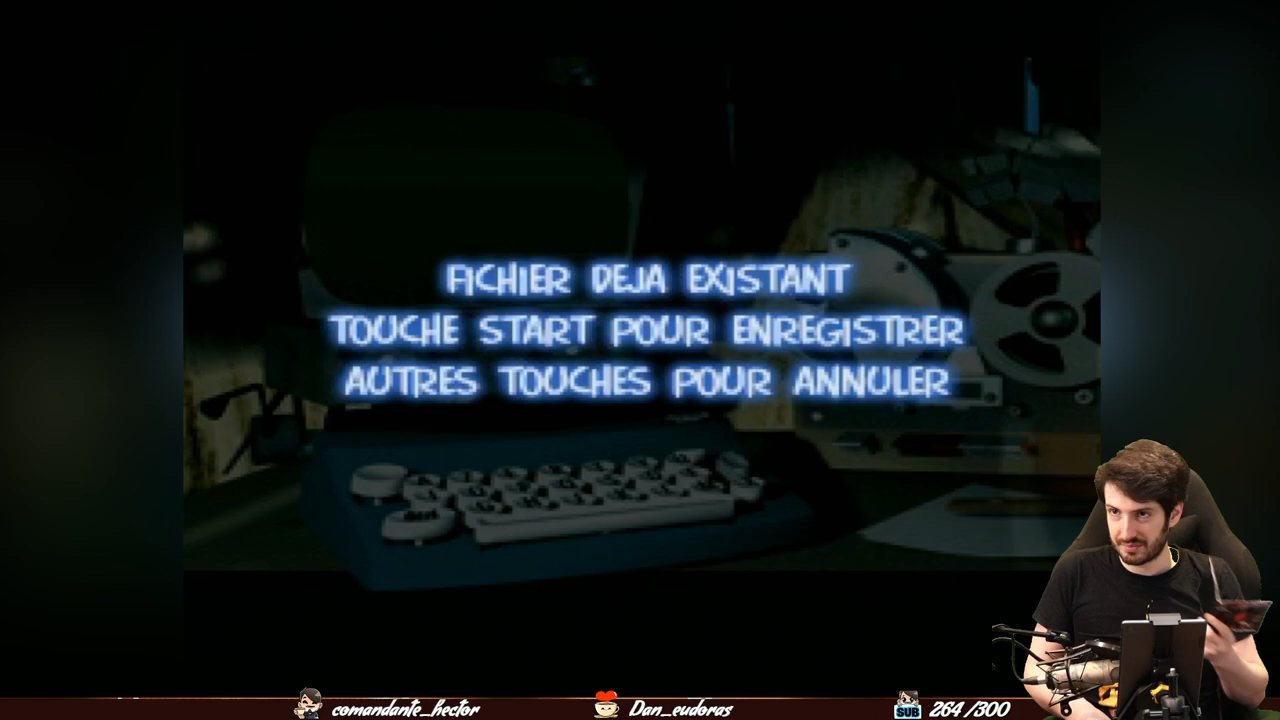 FICHIER DEJA EXISTANT
TOUCHE START POUR ENREGISTRER
AUTRES TOUCHES POUR ANNULER
comandante_hector
Dan_eudoras
SUB 264/300